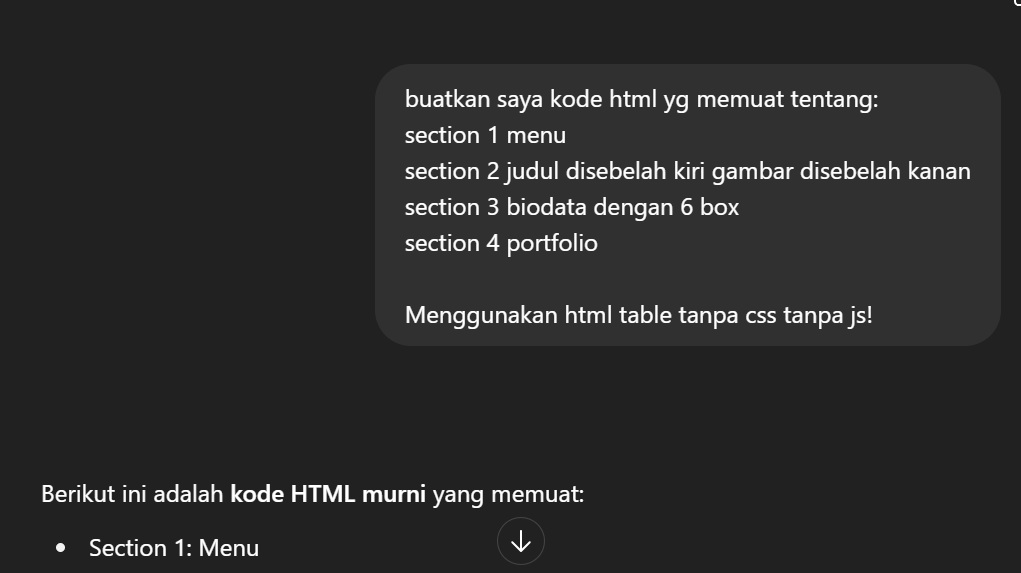 buatkan saya kode html yg memuat tentang:
section 1 menu
section 2 judul disebelah kiri gambar disebelah kanan
section 3 biodata dengan 6 box
section 4 portfolio
Menggunakan html table tanpa css tanpa js!
Berikut ini adalah kode HTML murni yang memuat:
• Section 1: Menu